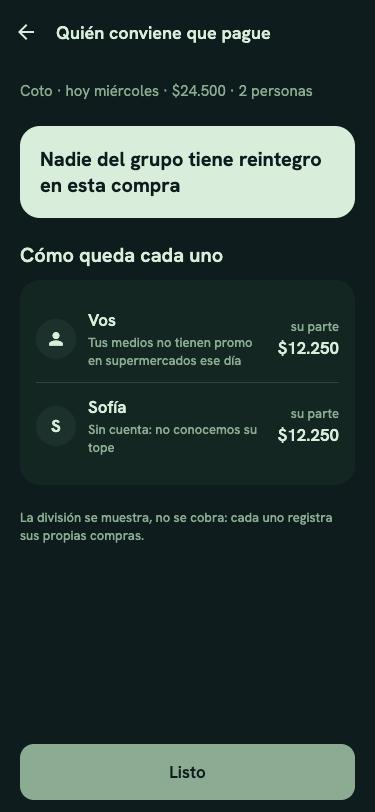 Quién conviene que pague
Coto · hoy miércoles · $24.500 · 2 personas
Nadie del grupo tiene reintegro
en esta compra
Cómo queda cada uno
Vos
Tus medios no tienen promo
en supermercados ese día
su parte
$12.250
S
Sofía
Sin cuenta: no conocemos su
tope
su parte
$12.250
La división se muestra, no se cobra: cada uno registra
sus propias compras.
Listo